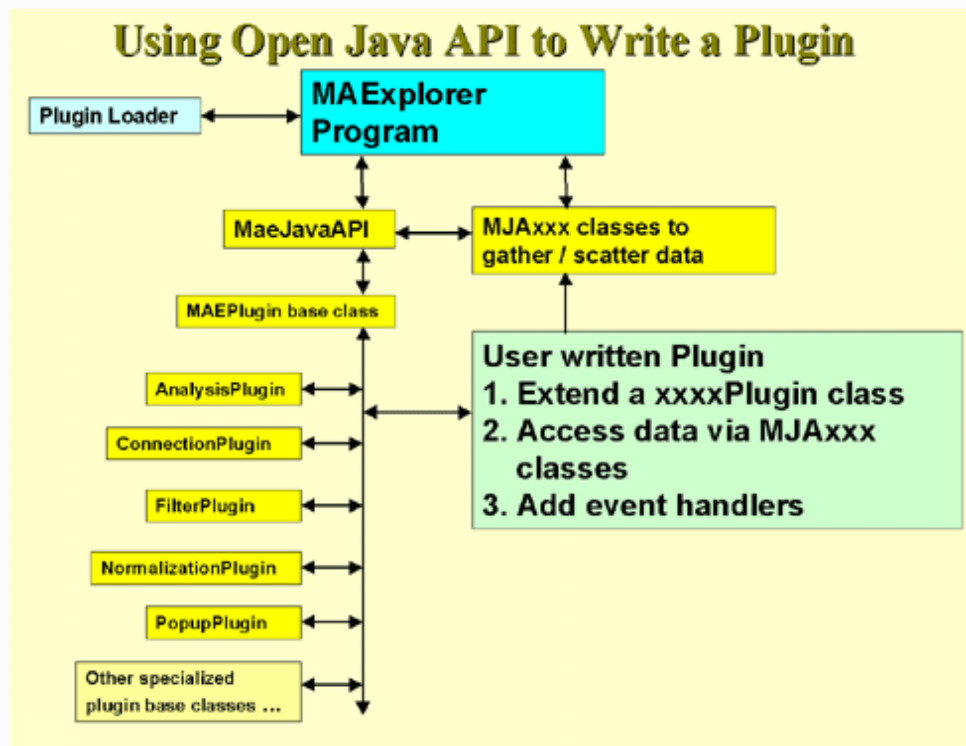 Using Open Java API to Write a Plugin
MAExplorer
Program
Plugin Loader
MaeJavaAPI
MJAxxx classes to
gather / scatter data
MAEPlugin base class
User written Plugin
1. Extend a xxxxPlugin class
2. Access data via MJAxxx
classes
3. Add event handlers
AnalysisPlugin
ConnectionPlugin
FilterPlugin
NormalizationPlugin
PopupPlugin
Other specialized
plugin base classes ...